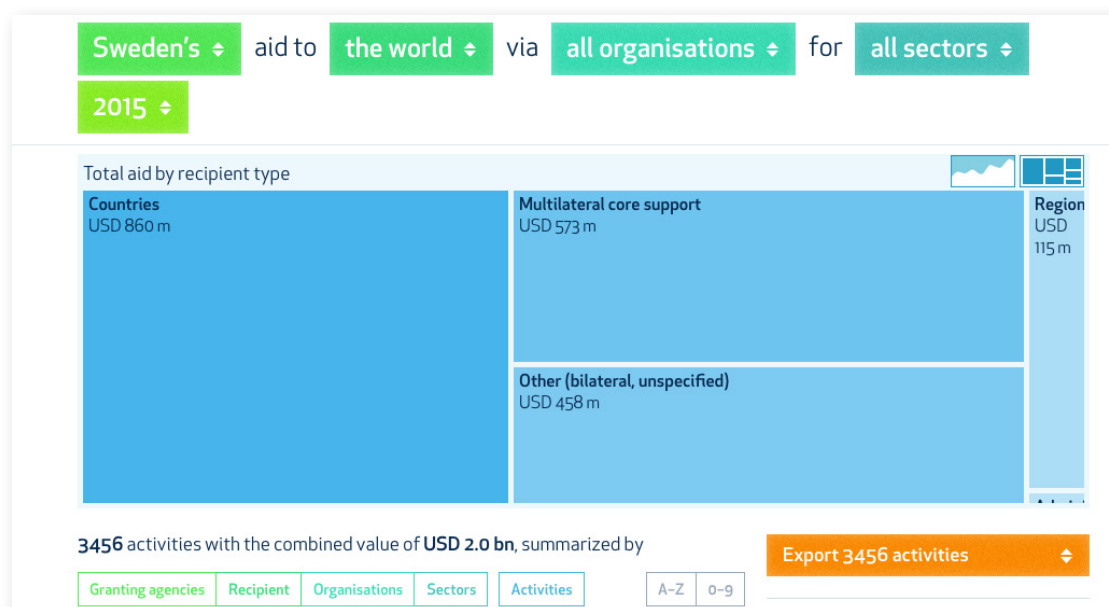 Sweden's aid to the world via all organisations for all sectors
2015
Total aid by recipient type
Countries
USD 860 m
Multilateral core support
USD 573 m
Region
USD
115 m
Other (bilateral, unspecified)
USD 458 m
3456 activities with the combined value of USD 2.0 bn, summarized by
Export 3456 activities
Granting agencies Recipient Organisations Sectors Activities A–Z 0–9